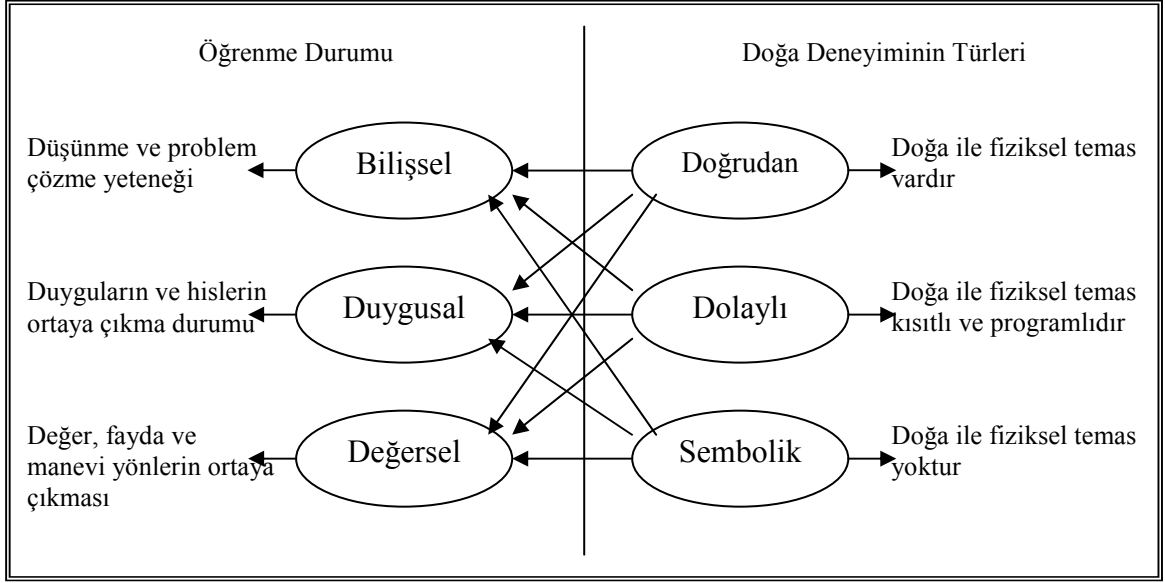 Öğrenme Durumu
Doğa Deneyiminin Türleri
Düşünme ve problem
çözme yeteneği
Bilişsel
Doğrudan
Doğa ile fiziksel temas
vardır
Duyguların ve hislerin
ortaya çıkma durumu
Duygusal
Dolaylı
Doğa ile fiziksel temas
kısıtlı ve programlıdır
Değer, fayda ve
manevi yönlerin ortaya
çıkması
Değersel
Sembolik
Doğa ile fiziksel temas
yoktur